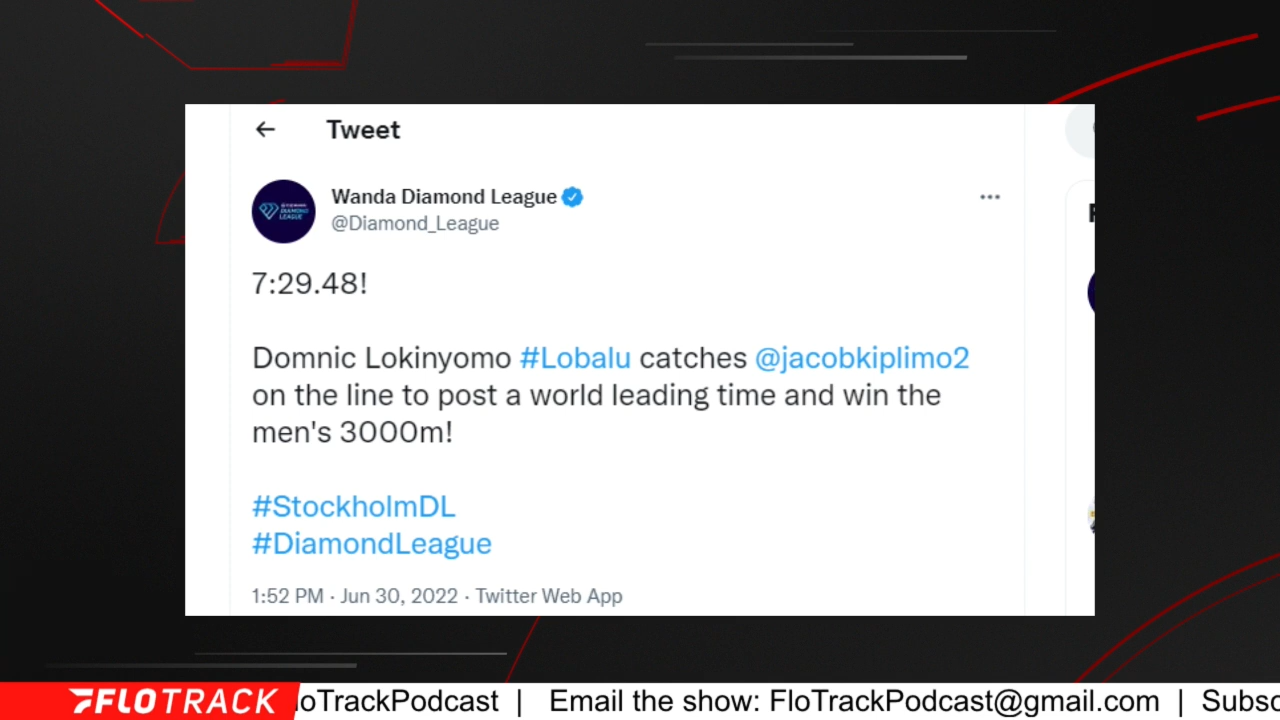 Tweet
Wanda Diamond League
@Diamond_League
7:29.48!
Domnic Lokinyomo #Lobalu catches @jacobkiplimo2
on the line to post a world leading time and win the
men's 3000m!
#StockholmDL
#DiamondLeague
1:52 PM · Jun 30, 2022 · Twitter Web App
FLOTRACK
loTrackPodcast | Email the show: FloTrackPodcast@gmail.com | Subsc